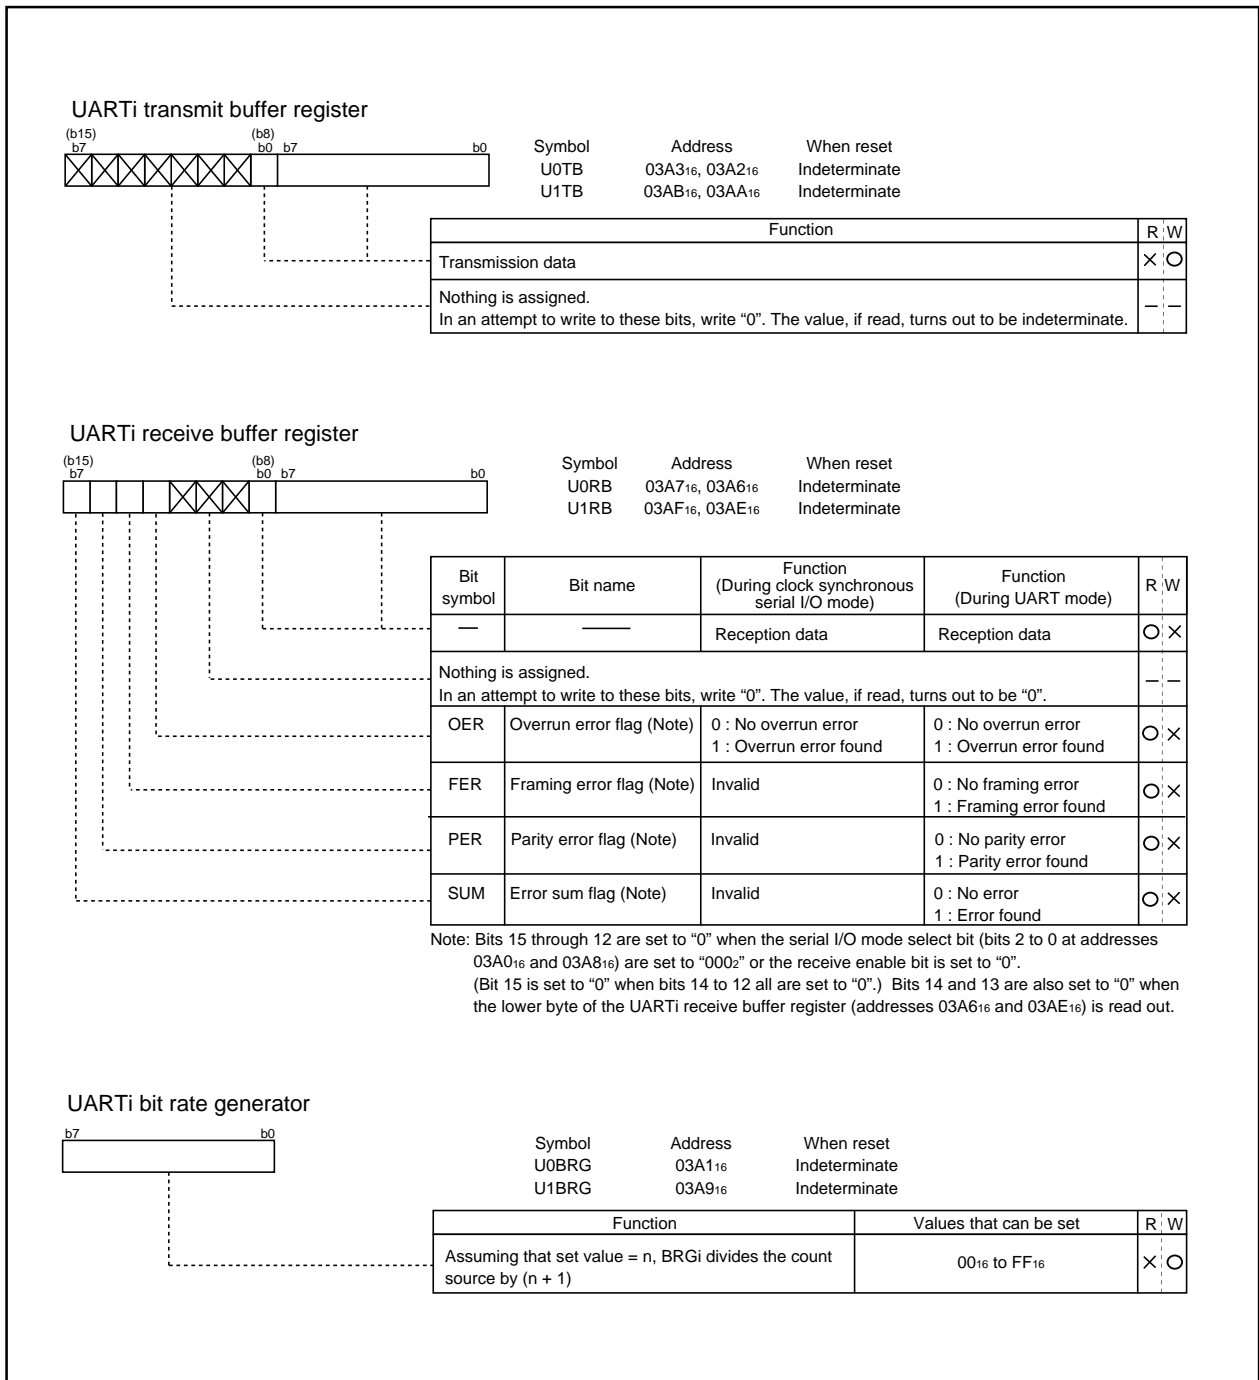 UARTi transmit buffer register
(b15) (b8)
b7 b0 b7 b0
Symbol Address When reset
U0TB 03A3₁₆, 03A2₁₆ Indeterminate
U1TB 03AB₁₆, 03AA₁₆ Indeterminate
Function R W
Transmission data × O
Nothing is assigned.
In an attempt to write to these bits, write “0”. The value, if read, turns out to be indeterminate. – –
UARTi receive buffer register
(b15) (b8)
b7 b0 b7 b0
Symbol Address When reset
U0RB 03A7₁₆, 03A6₁₆ Indeterminate
U1RB 03AF₁₆, 03AE₁₆ Indeterminate
Bit symbol Bit name Function (During clock synchronous serial I/O mode) Function (During UART mode) R W
— —— Reception data Reception data O ×
Nothing is assigned.
In an attempt to write to these bits, write “0”. The value, if read, turns out to be “0”. – –
OER Overrun error flag (Note) 0 : No overrun error 0 : No overrun error O ×
1 : Overrun error found 1 : Overrun error found
FER Framing error flag (Note) Invalid 0 : No framing error O ×
1 : Framing error found
PER Parity error flag (Note) Invalid 0 : No parity error O ×
1 : Parity error found
SUM Error sum flag (Note) Invalid 0 : No error O ×
1 : Error found
Note: Bits 15 through 12 are set to “0” when the serial I/O mode select bit (bits 2 to 0 at addresses
03A0₁₆ and 03A8₁₆) are set to “000₂” or the receive enable bit is set to “0”.
(Bit 15 is set to “0” when bits 14 to 12 all are set to “0”.) Bits 14 and 13 are also set to “0” when
the lower byte of the UARTi receive buffer register (addresses 03A6₁₆ and 03AE₁₆) is read out.
UARTi bit rate generator
b7 b0
Symbol Address When reset
U0BRG 03A1₁₆ Indeterminate
U1BRG 03A9₁₆ Indeterminate
Function Values that can be set R W
Assuming that set value = n, BRGi divides the count
source by (n + 1) 00₁₆ to FF₁₆ × O